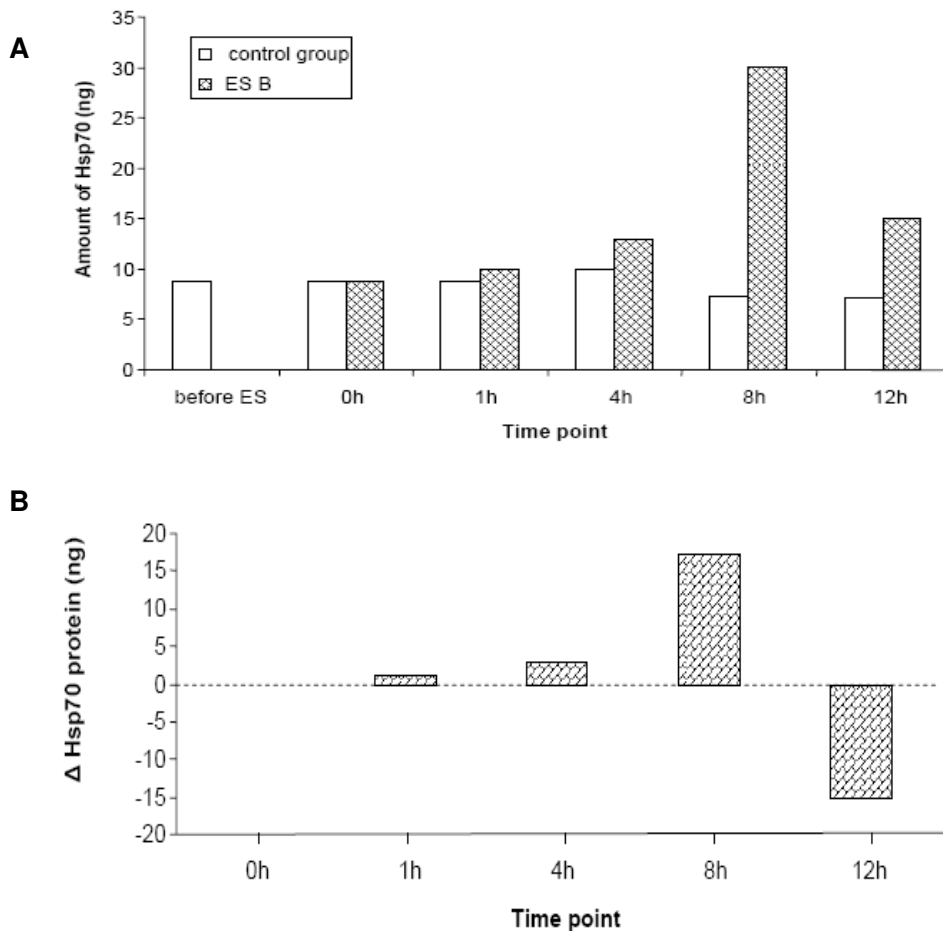 A
Amount of Hsp70 (ng)
35
30
25
20
15
10
5
0
control group
ES B
before ES 0h 1h 4h 8h 12h
Time point
B
Δ Hsp70 protein (ng)
20
15
10
5
0
-5
-10
-15
-20
0h 1h 4h 8h 12h
Time point